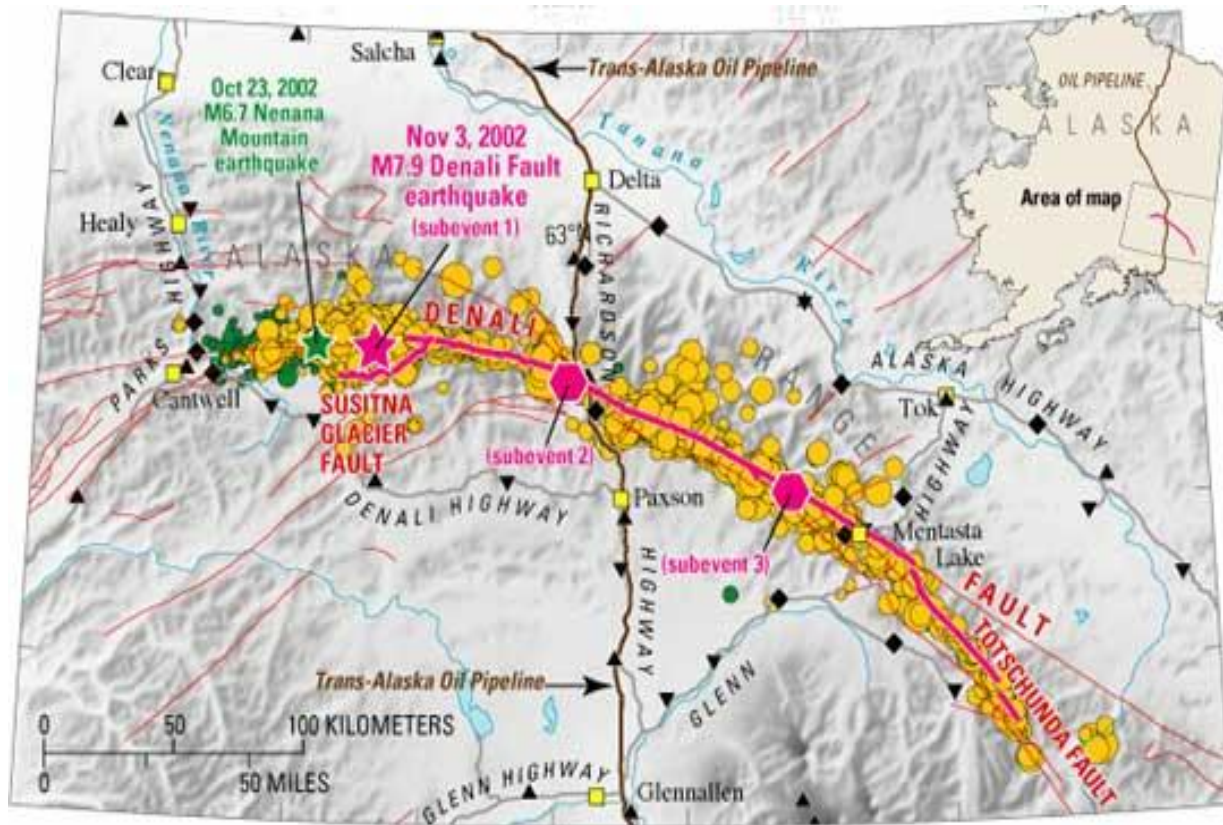 Salcha
Trans-Alaska Oil Pipeline
OIL PIPELINE
ALASKA
Area of map
Clear
Oct 23, 2002
M6.7 Nenana
Mountain
earthquake
Nov 3, 2002
M7.9 Denali Fault
earthquake
(subevent 1)
Nenana River
Tanana River
Delta
Healy
63°N
PARKS HIGHWAY
RICHARDSON HIGHWAY
ALASKA RANGE
DENALI FAULT
ALASKA HIGHWAY
Cantwell
Tok
HIGHWAY
SUSITNA
GLACIER
FAULT
(subevent 2)
DENALI HIGHWAY
Paxson
Mentasta
Lake
(subevent 3)
TOTSCHUNDA FAULT
GLENN
Trans-Alaska Oil Pipeline
0 50 100 KILOMETERS
0 50 MILES
GLENN HIGHWAY
Glennallen